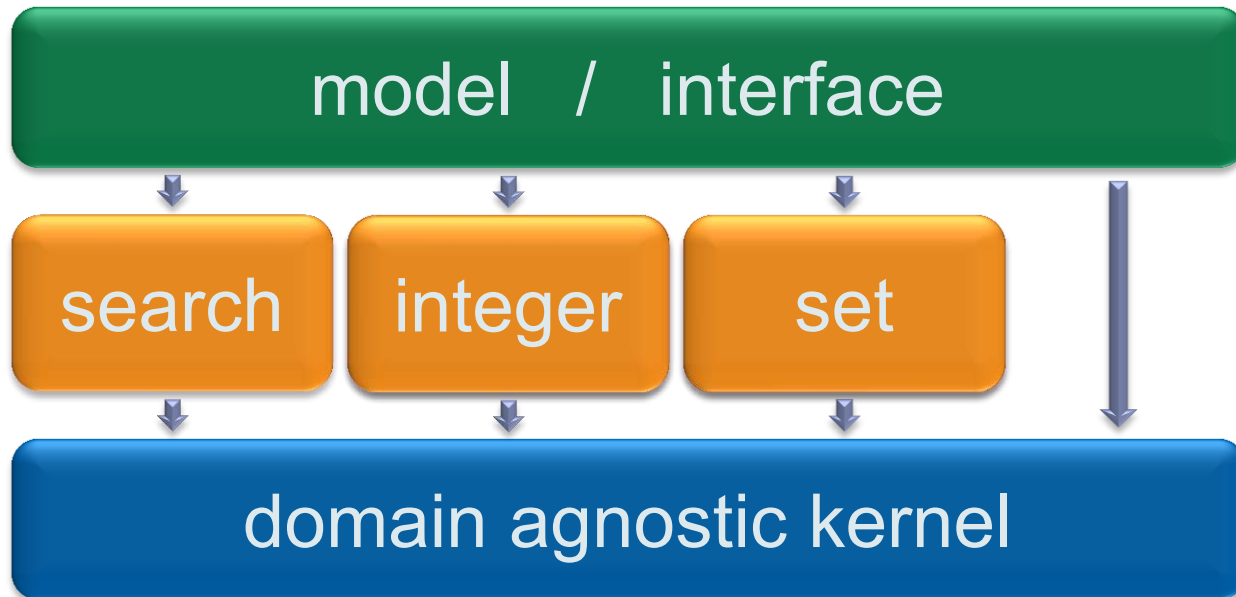 model / interface
search integer set
domain agnostic kernel